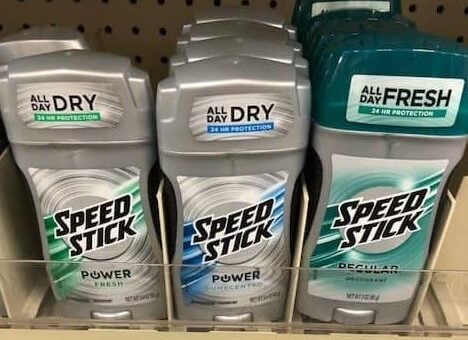 ALL
DAY DRY
24 HR PROTECTION
SPEED
STICK
POWER
FRESH
ALL
DAY DRY
24 HR PROTECTION
SPEED
STICK
POWER
UNSCENTED
ALL
DAY FRESH
24 HR PROTECTION
SPEED
STICK
REGULAR
DEODORANT